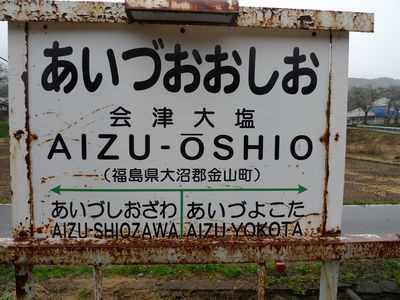 あいづおおしお
会津大塩
AIZU-ŌSHIO
(福島県大沼郡金山町)
あいづしおざわ あいづよこた
AIZU-SHIOZAWA AIZU-YOKOTA